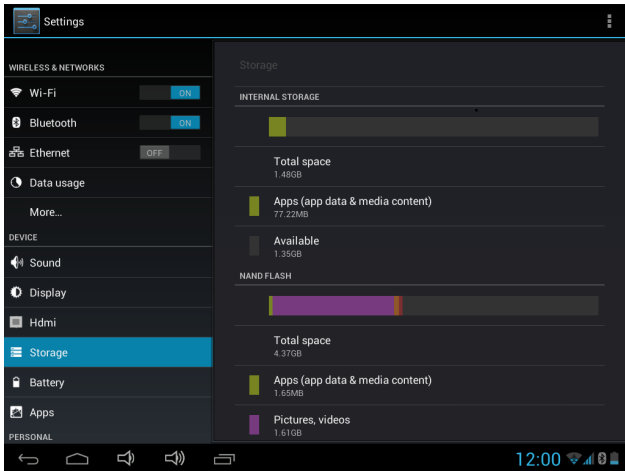 Settings
WIRELESS & NETWORKS
Wi-Fi ON
Bluetooth ON
Ethernet OFF
Data usage
More...
DEVICE
Sound
Display
Hdmi
Storage
Battery
Apps
PERSONAL
Storage
INTERNAL STORAGE
Total space
1.48GB
Apps (app data & media content)
77.22MB
Available
1.35GB
NAND FLASH
Total space
4.37GB
Apps (app data & media content)
1.65MB
Pictures, videos
1.61GB
12:00